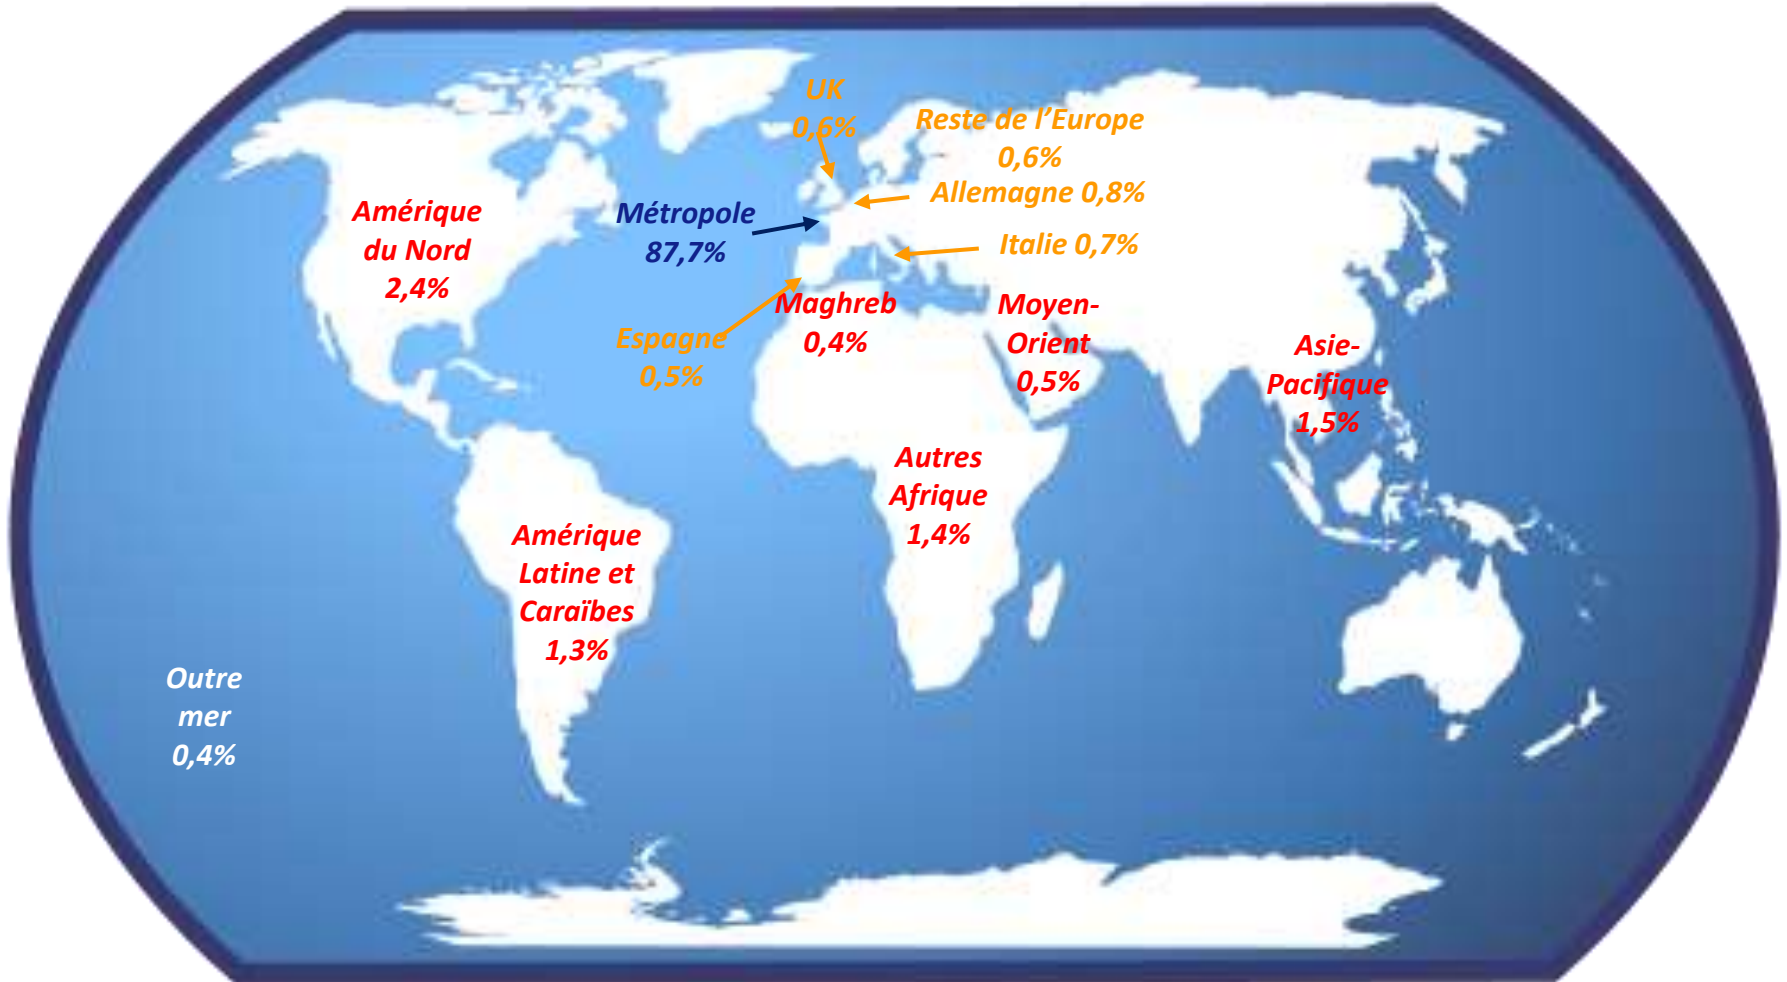 UK
0,6%
Reste de l’Europe
0,6%
Allemagne 0,8%
Amérique
du Nord
2,4%
Métropole
87,7%
Italie 0,7%
Espagne
0,5%
Maghreb
0,4%
Moyen-
Orient
0,5%
Asie-
Pacifique
1,5%
Autres
Afrique
1,4%
Amérique
Latine et
Caraïbes
1,3%
Outre
mer
0,4%